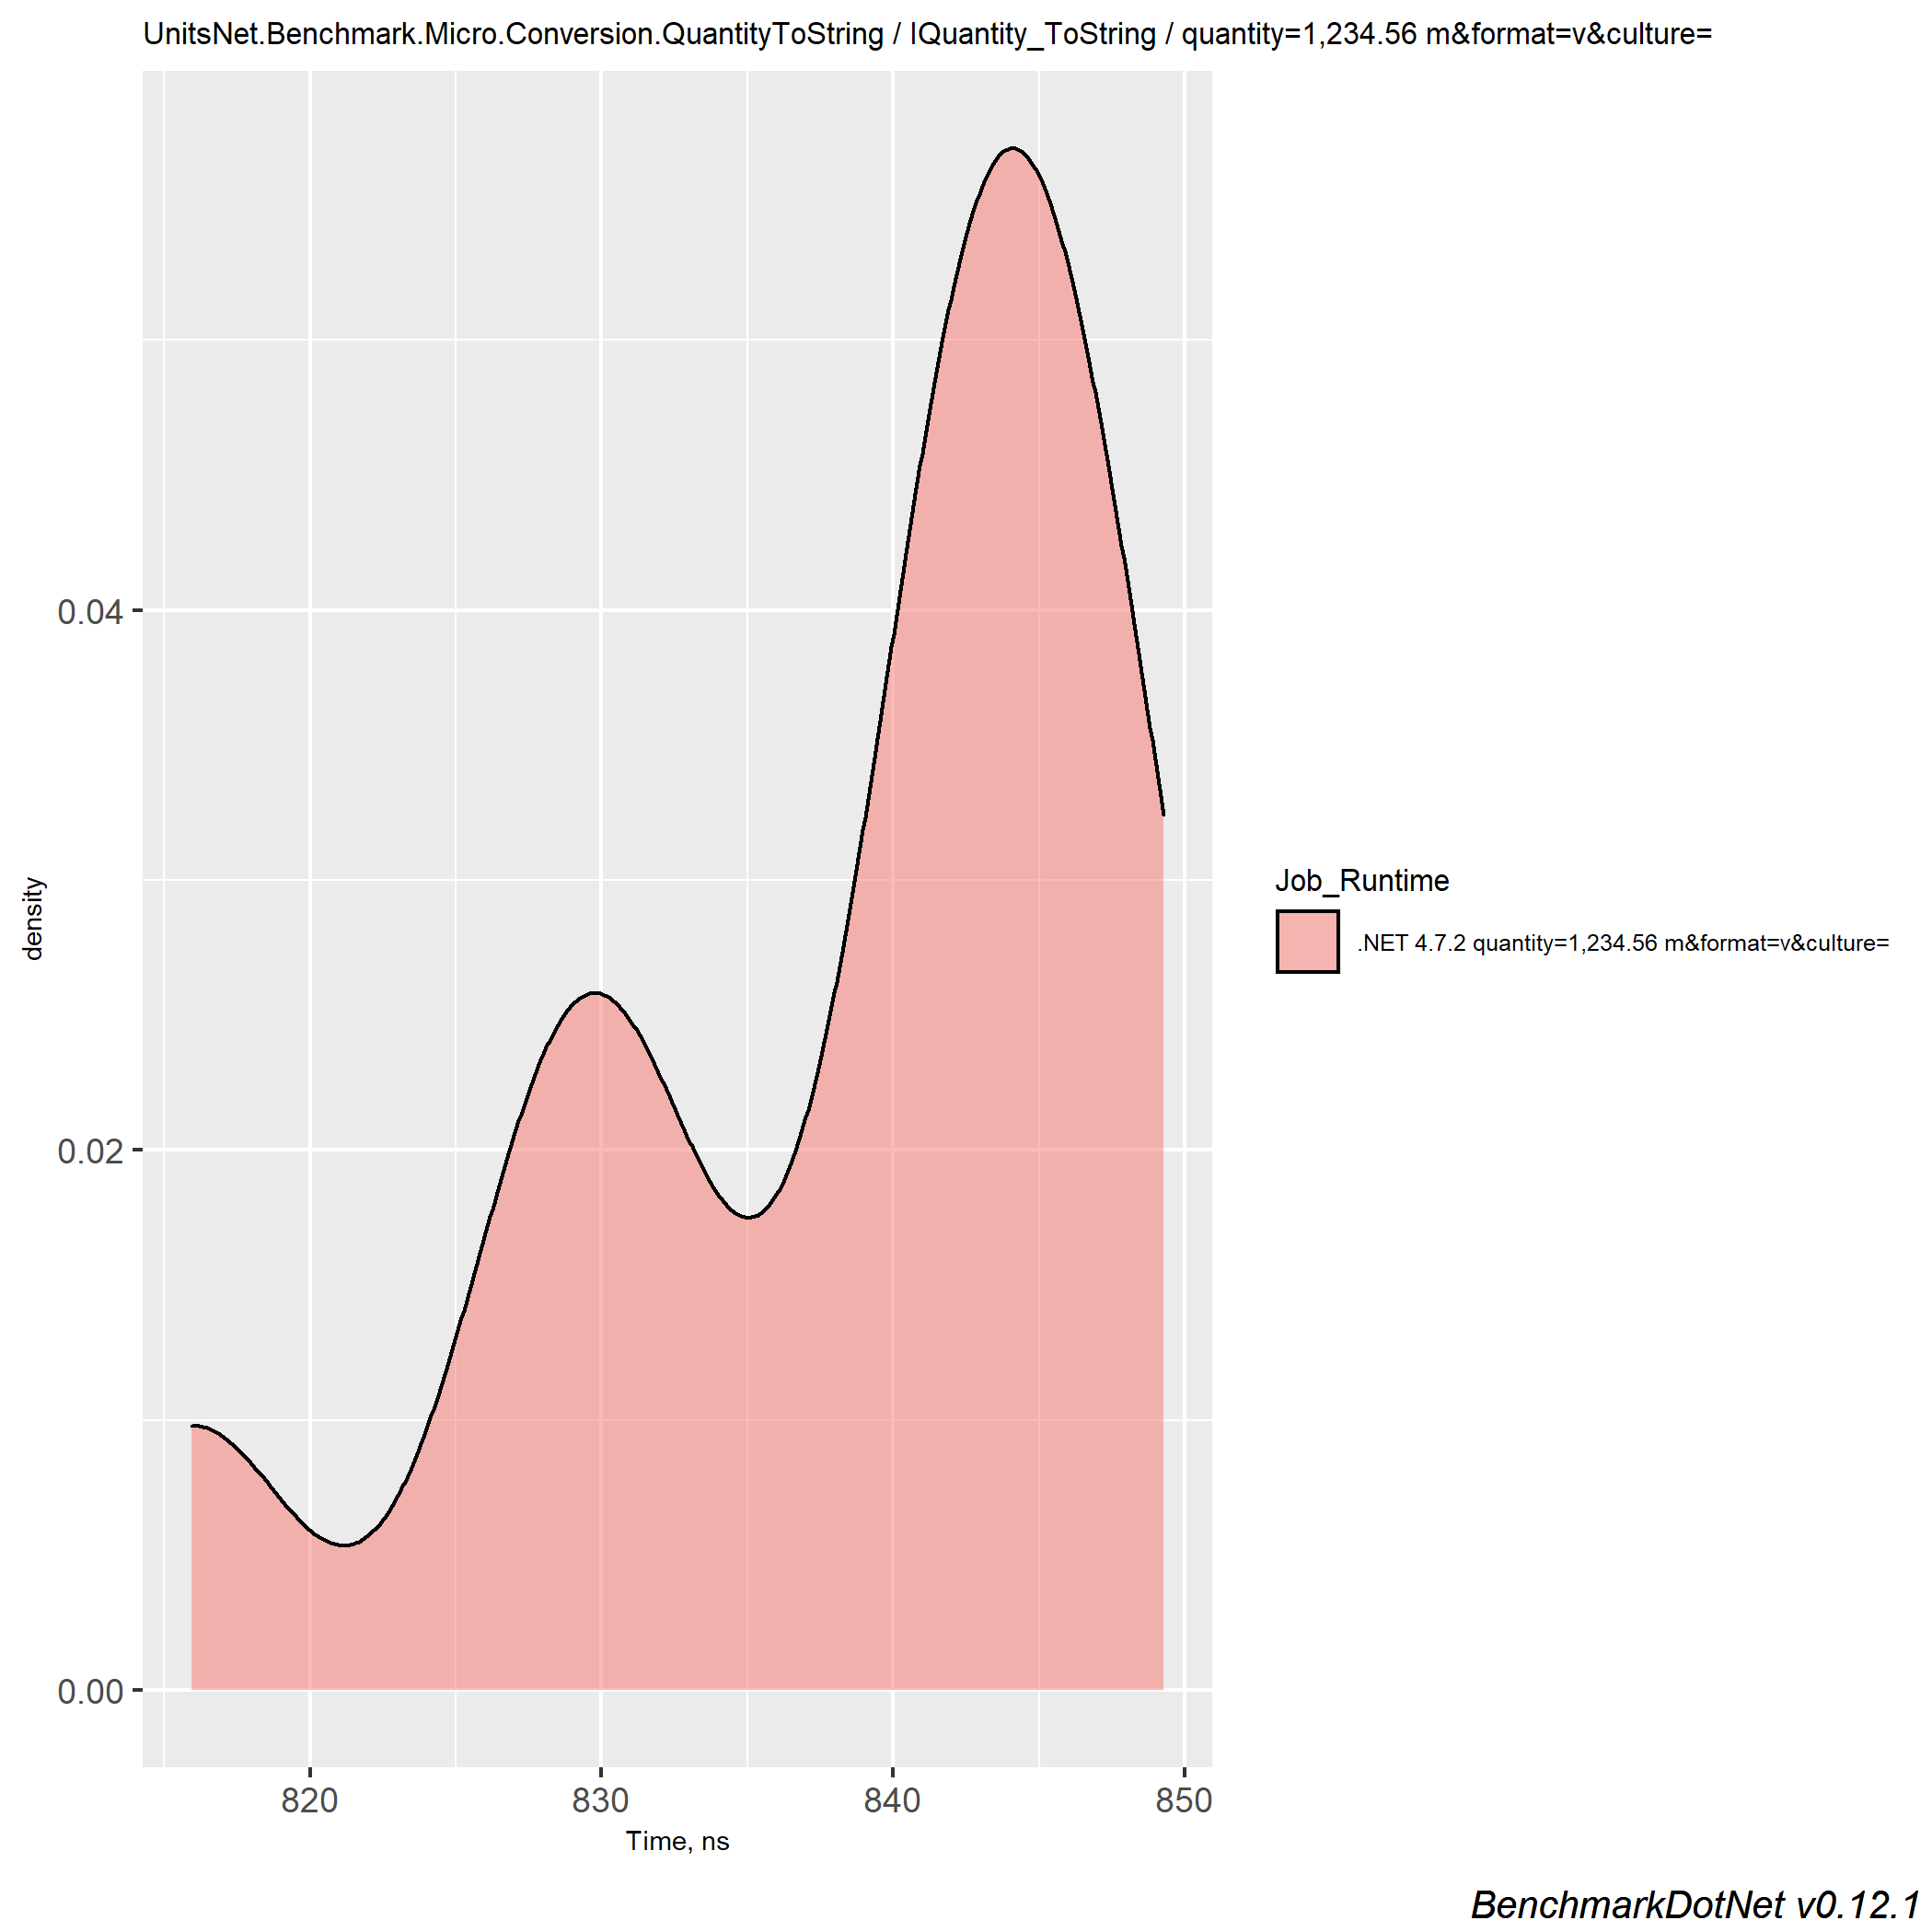 UnitsNet.Benchmark.Micro.Conversion.QuantityToString / IQuantity_ToString / quantity=1,234.56 m&format=v&culture=
0.04
0.02
0.00
density
820 830 840 850
Time, ns
Job_Runtime
.NET 4.7.2 quantity=1,234.56 m&format=v&culture=
BenchmarkDotNet v0.12.1